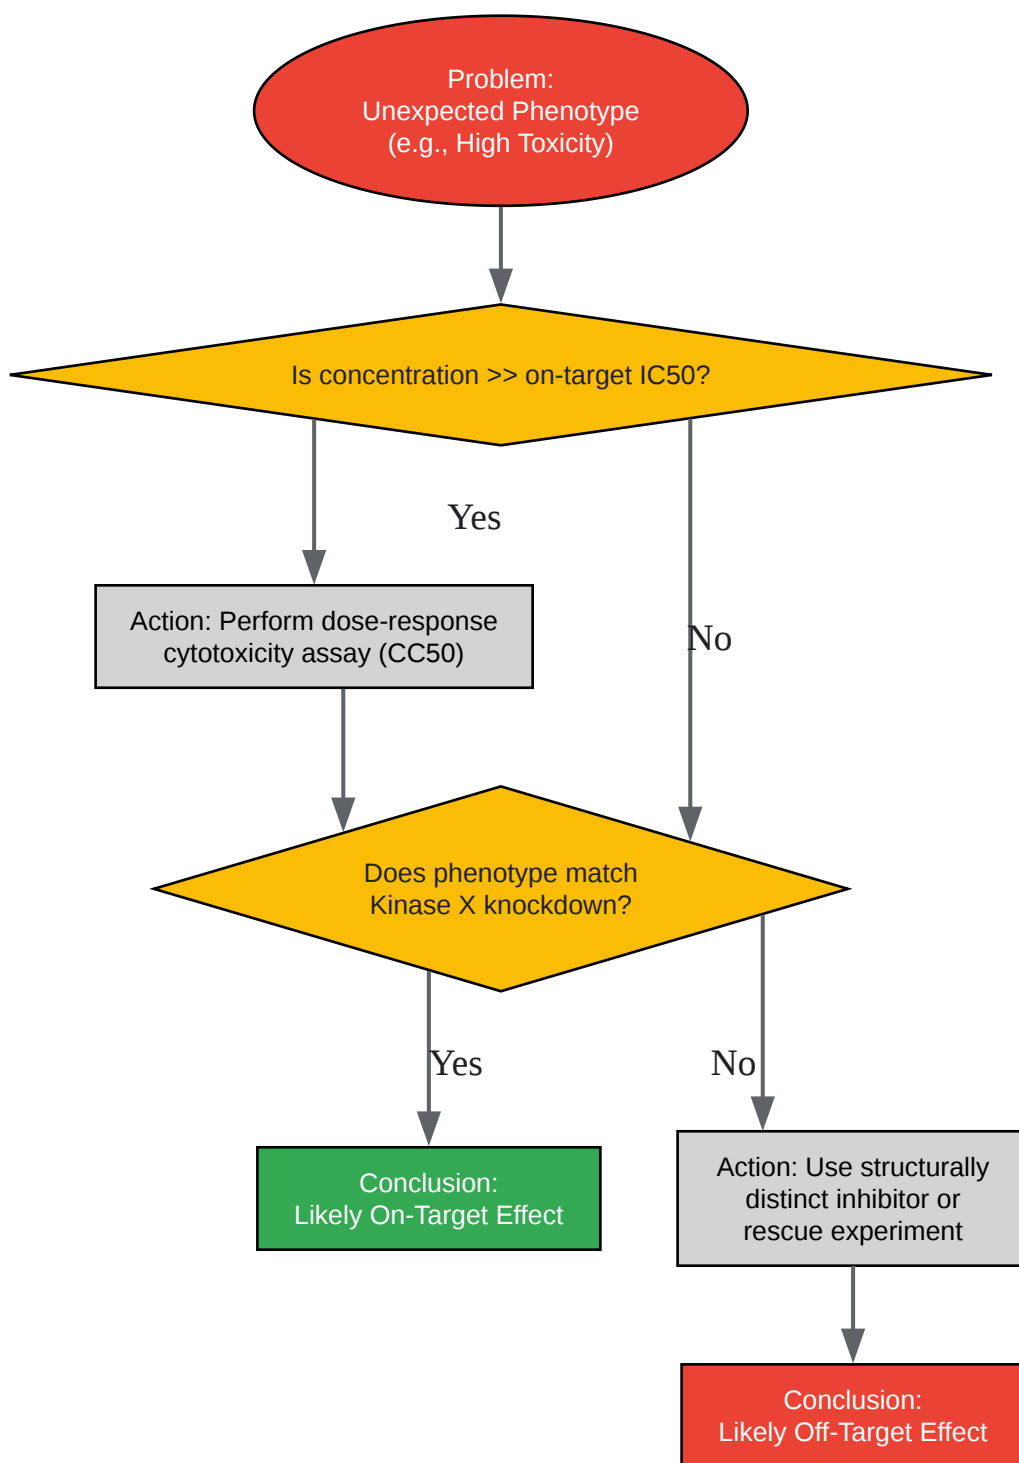 Problem:
Unexpected Phenotype
(e.g., High Toxicity)
Is concentration >> on-target IC50?
Yes
Action: Perform dose-response
cytotoxicity assay (CC50)
No
Does phenotype match
Kinase X knockdown?
Yes
No
Conclusion:
Likely On-Target Effect
Action: Use structurally
distinct inhibitor or
rescue experiment
Conclusion:
Likely Off-Target Effect